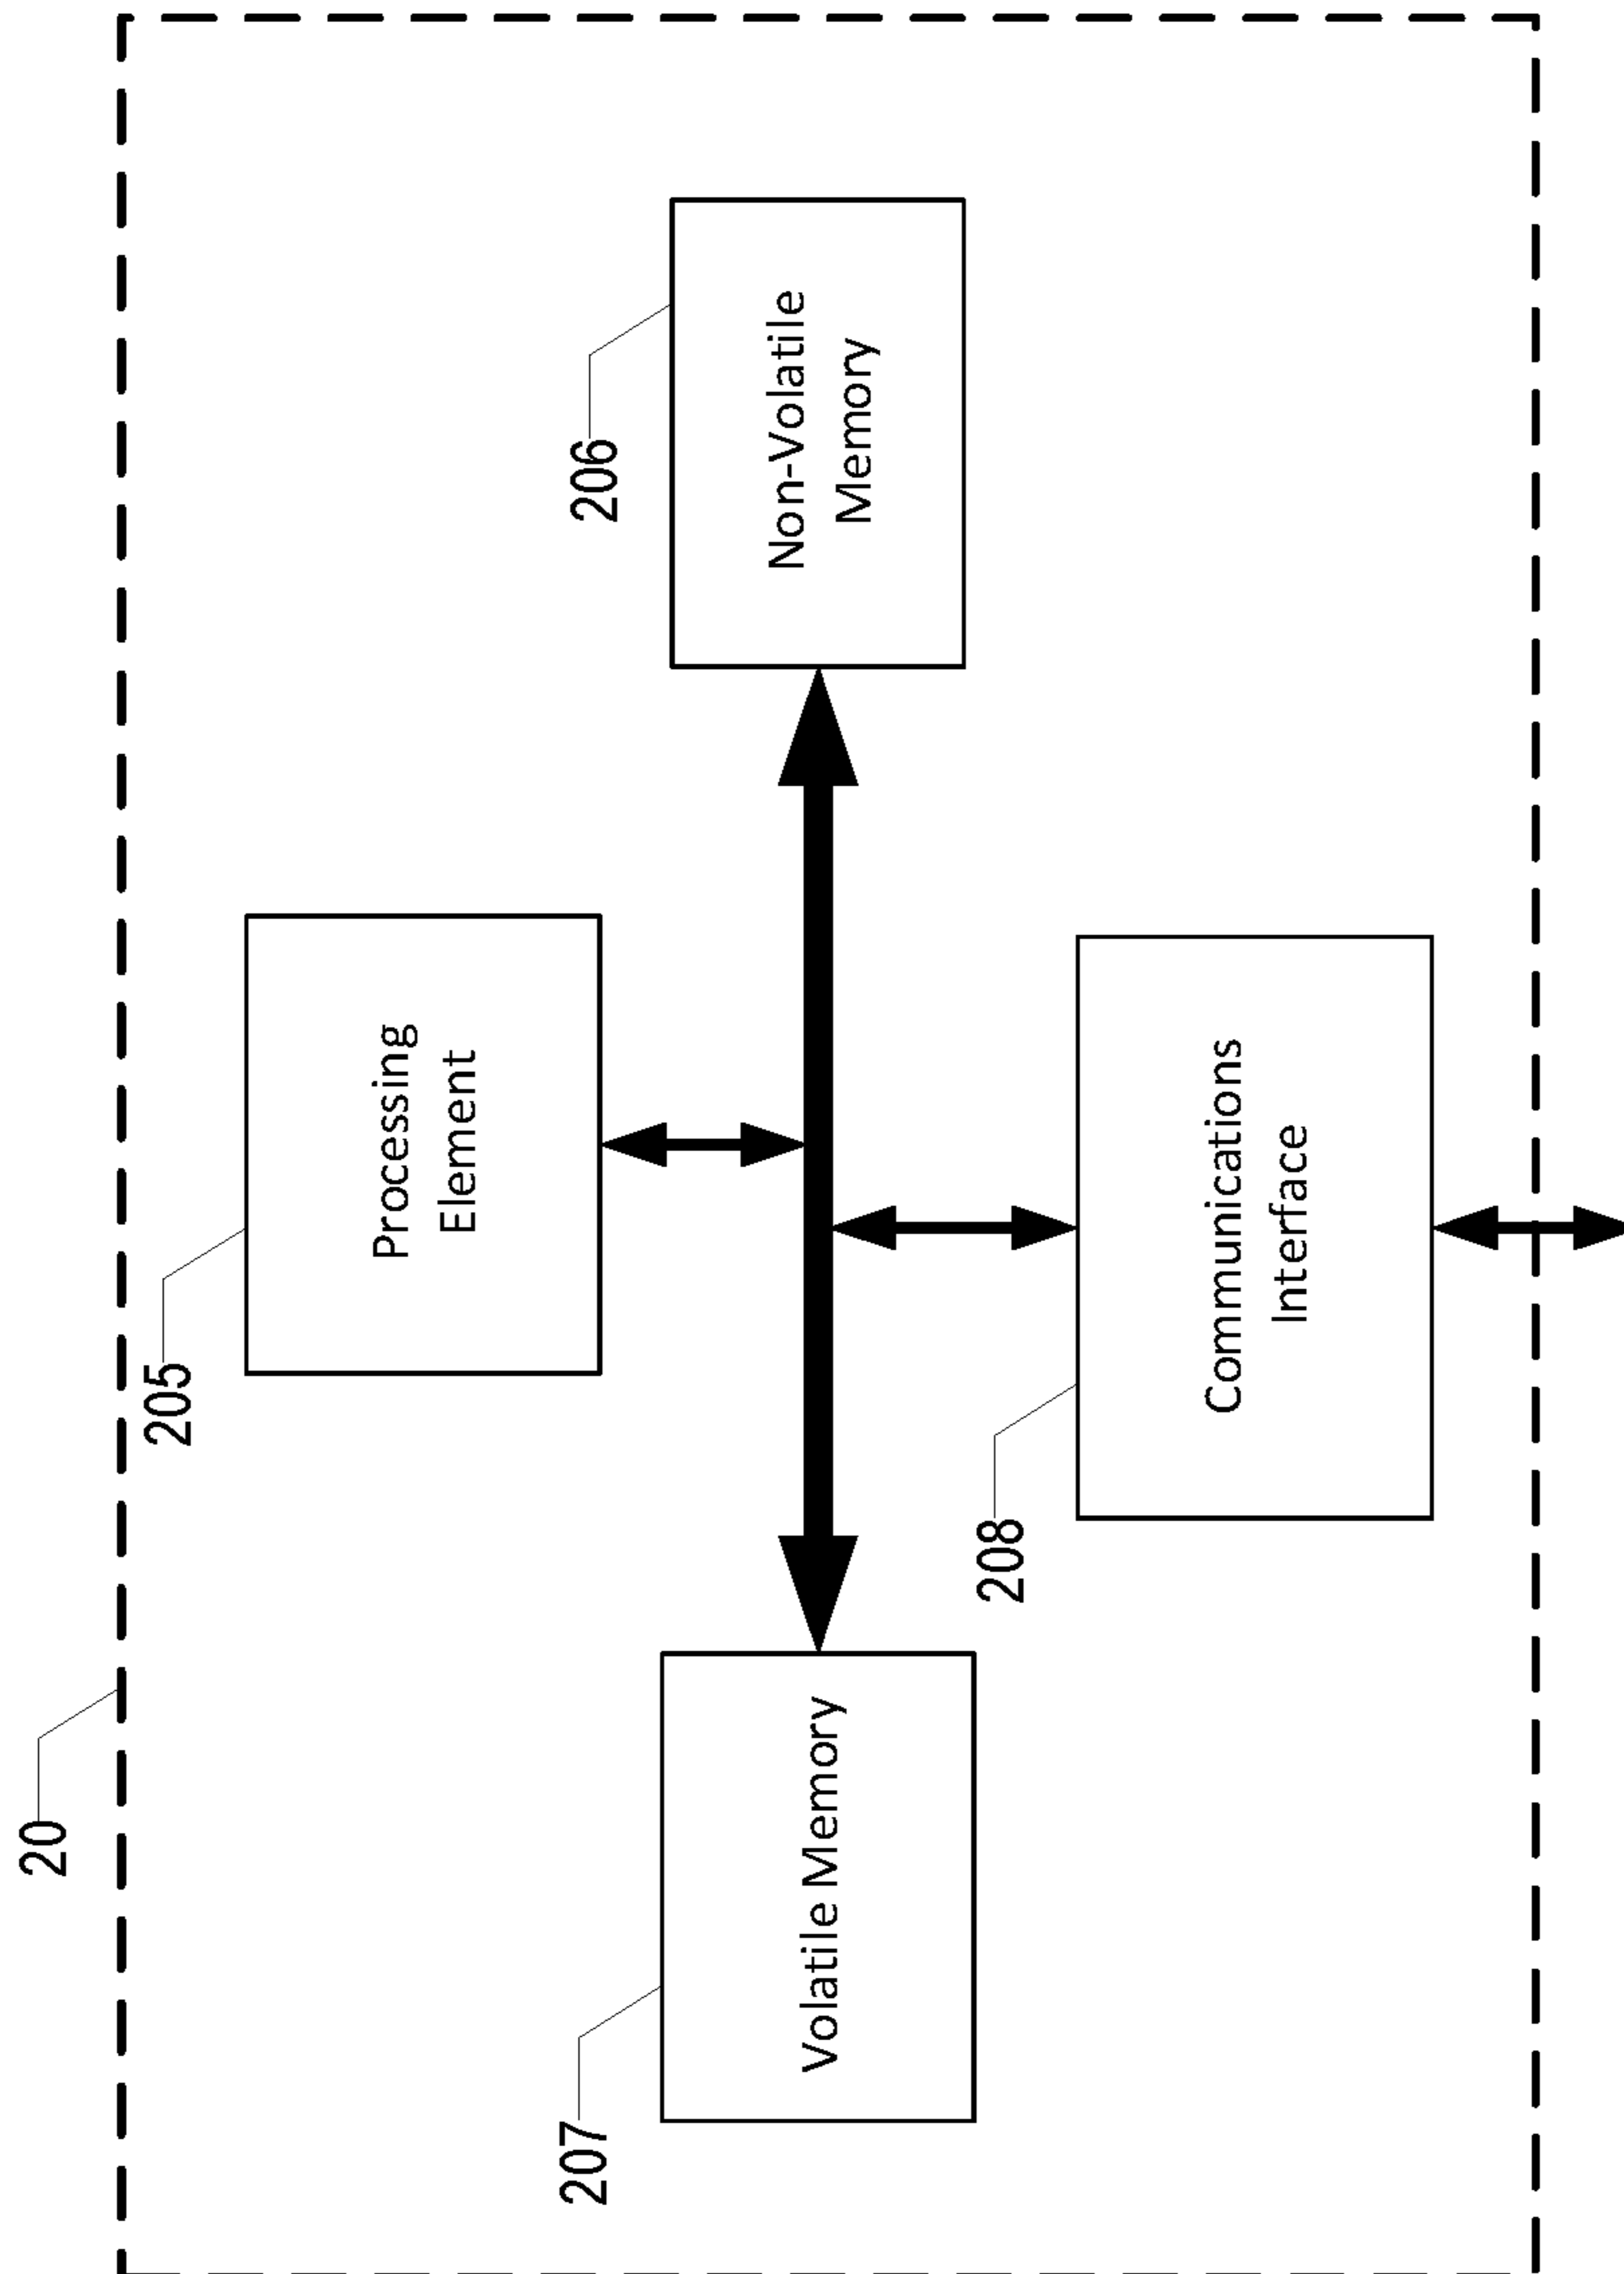 20
205
Processing
Element
207
Volatile Memory
206
Non-Volatile
Memory
208
Communications
Interface